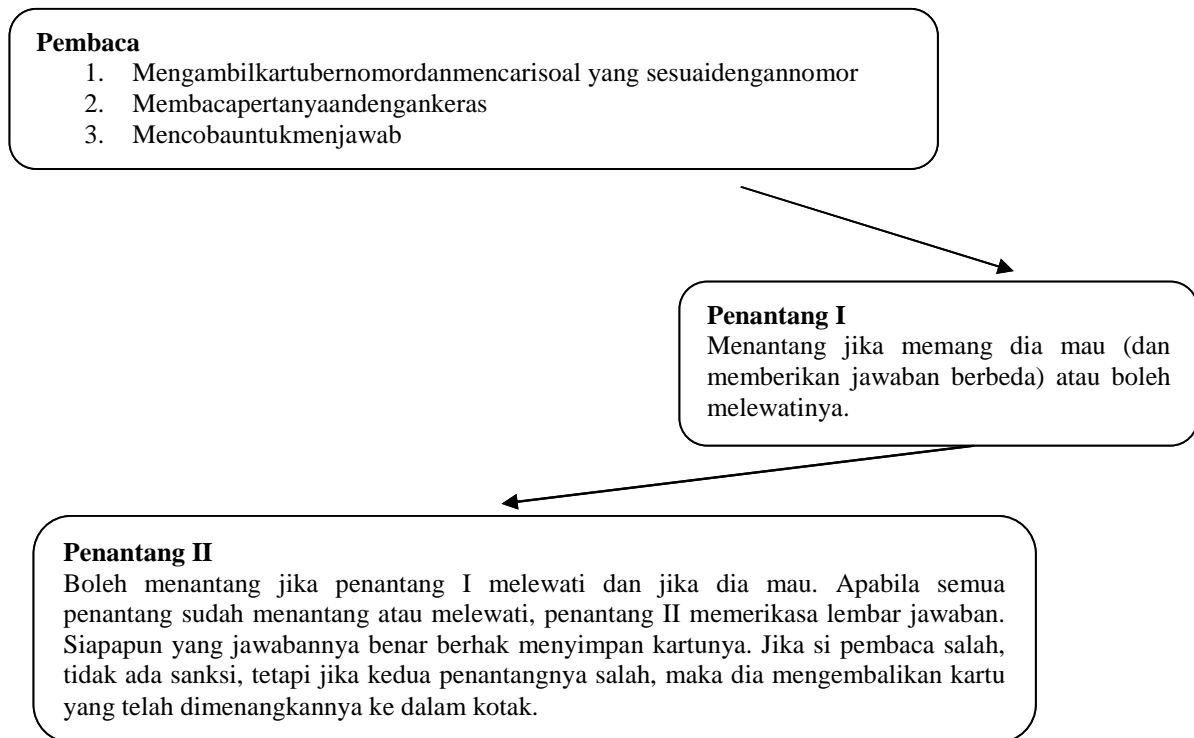 Pembaca
1. Mengambilkartubernomordanmencarisoal yang sesuaidengannomor
2. Membacapertanyaandengankeras
3. Mencobauntukmenjawab
Penantang I
Menantang jika memang dia mau (dan
memberikan jawaban berbeda) atau boleh
melewatinya.
Penantang II
Boleh menantang jika penantang I melewati dan jika dia mau. Apabila semua
penantang sudah menantang atau melewati, penantang II memerikasa lembar jawaban.
Siapapun yang jawabannya benar berhak menyimpan kartunya. Jika si pembaca salah,
tidak ada sanksi, tetapi jika kedua penantangnya salah, maka dia mengembalikan kartu
yang telah dimenangkannya ke dalam kotak.